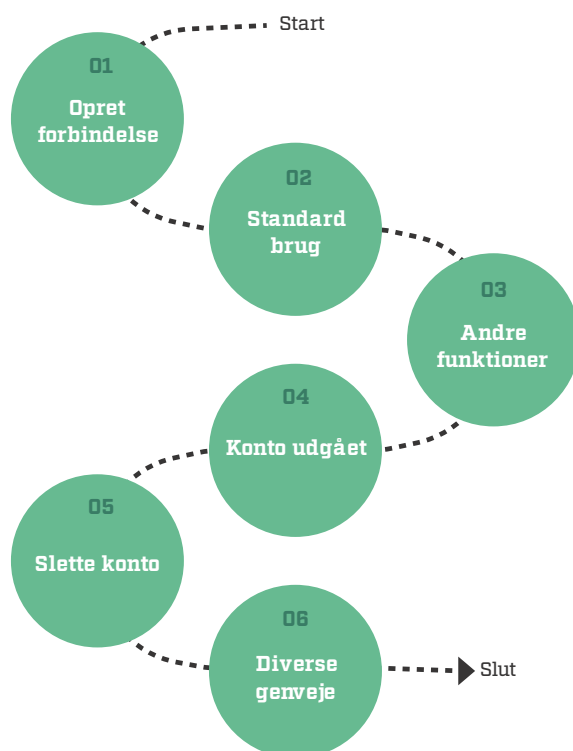 Start
01
Opret
forbindelse
02
Standard
brug
03
Andre
funktioner
04
Konto udgået
05
Slette konto
06
Diverse
genveje
Slut